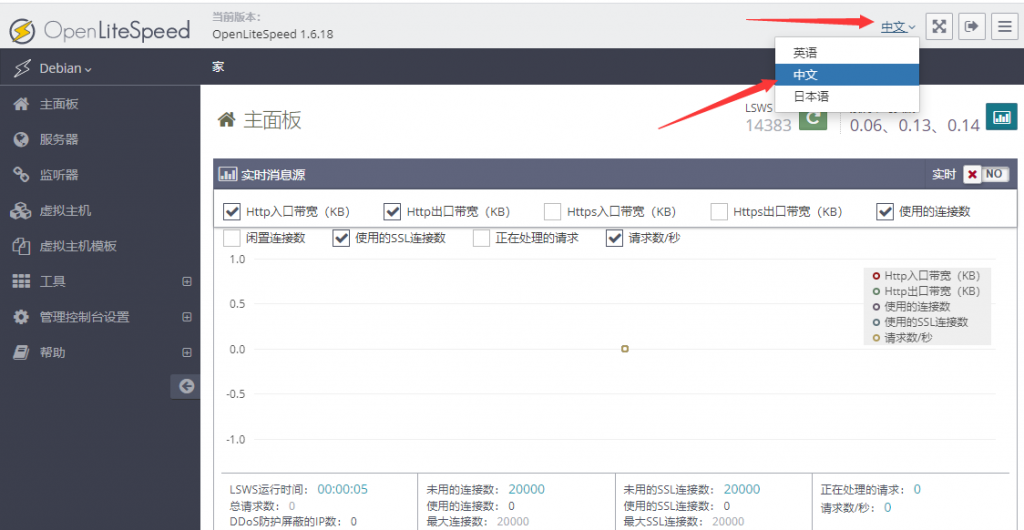 OpenLiteSpeed
当前版本：
OpenLiteSpeed 1.6.18
中文
英语
中文
日本语
Debian
家
主面板
服务器
监听器
虚拟主机
虚拟主机模板
工具
管理控制台设置
帮助
主面板
LSWS
14383
0.06、0.13、0.14
实时消息源
实时 NO
Http入口带宽（KB） Http出口带宽（KB） Https入口带宽（KB） Https出口带宽（KB） 使用的连接数
闲置连接数 使用的SSL连接数 正在处理的请求 请求数/秒
1.0
0.5
0.0
-0.5
-1.0
Http入口带宽（KB）
Http出口带宽（KB）
使用的连接数
使用的SSL连接数
请求数/秒
LSWS运行时间： 00:00:05
总请求数： 0
DDoS防护屏蔽的IP数： 0
未用的连接数： 20000
使用的连接数： 0
最大连接数： 20000
未用的SSL连接数： 20000
使用的SSL连接数： 0
最大SSL连接数： 20000
正在处理的请求： 0
请求数/秒： 0